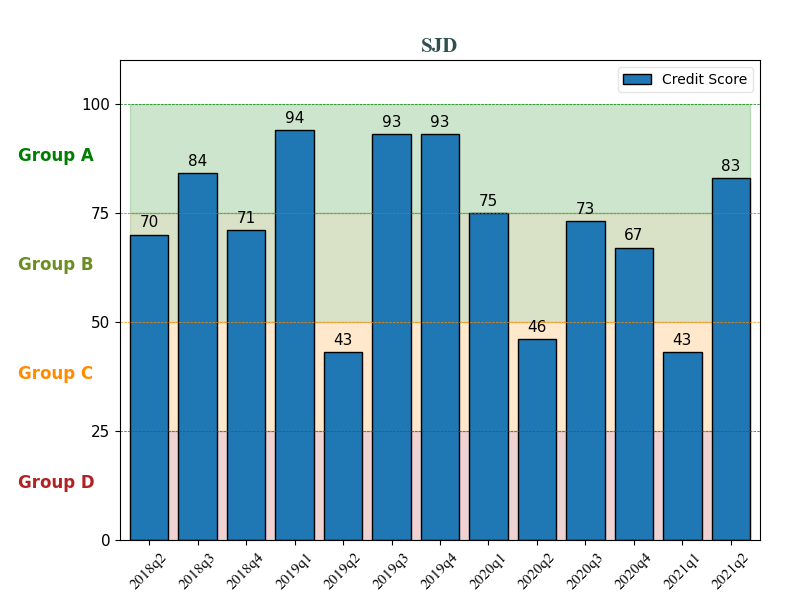 SJD
Credit Score
100
75
50
25
0
Group A
Group B
Group C
Group D
70
84
71
94
43
93
93
75
46
73
67
43
83
2018q2
2018q3
2018q4
2019q1
2019q2
2019q3
2019q4
2020q1
2020q2
2020q3
2020q4
2021q1
2021q2